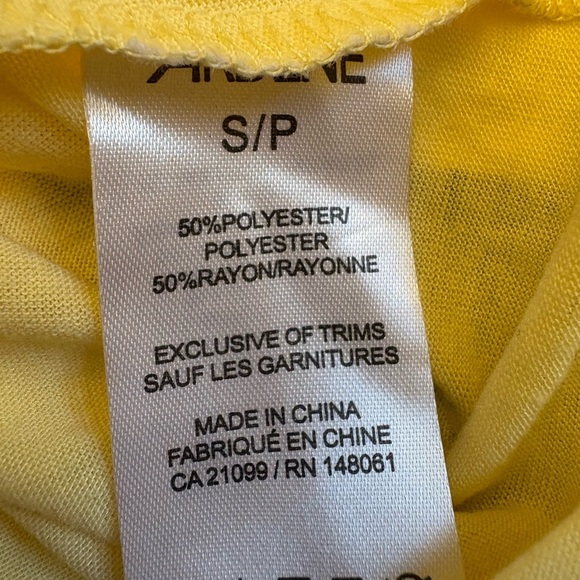 ARDENE
S/P
50%POLYESTER/
POLYESTER
50%RAYON/RAYONNE
EXCLUSIVE OF TRIMS
SAUF LES GARNITURES
MADE IN CHINA
FABRIQUÉ EN CHINE
CA 21099 / RN 148061